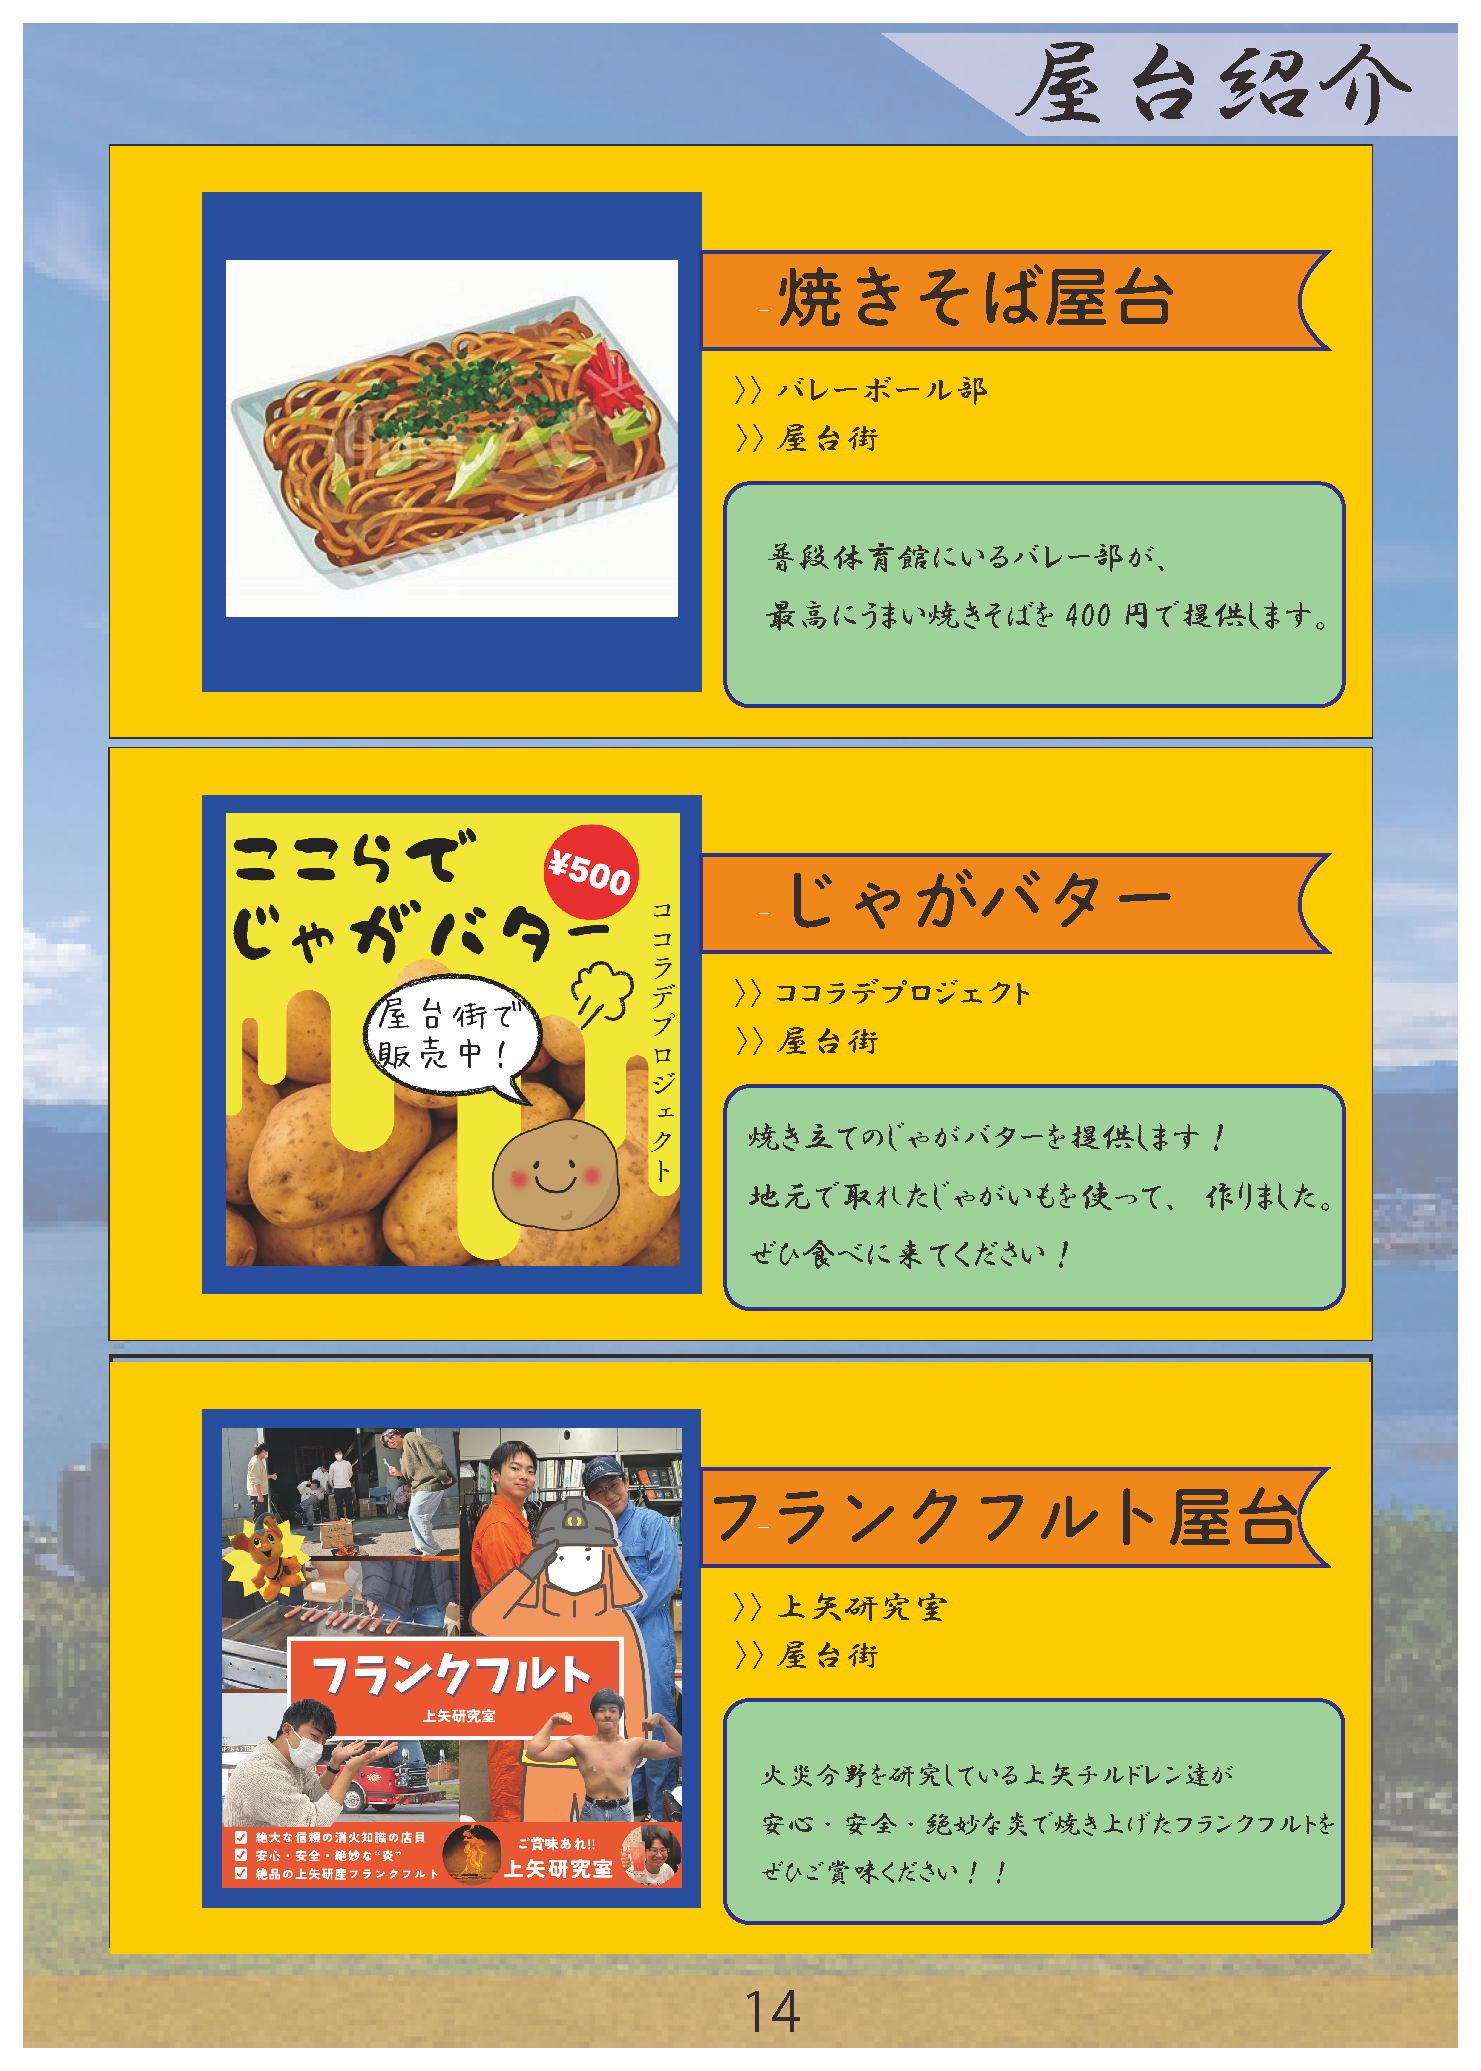 屋台紹介
焼きそば屋台
〉〉バレーボール部
〉〉屋台街
普段体育館にいるバレー部が、
最高にうまい焼きそばを 400 円で提供します。
ここらで
じゃがバター
¥500
ココラデプロジェクト
屋台街で
販売中！
じゃがバター
〉〉ココラデプロジェクト
〉〉屋台街
焼き立てのじゃがバターを提供します！
地元で取れたじゃがいもを使って、 作りました。
ぜひ食べに来てください！
フランクフルト
上矢研究室
絶大な信頼の消火知識の店員
安心・安全・絶妙な“炎”
絶品の上矢研産フランクフルト
ご賞味あれ!!
上矢研究室
フランクフルト屋台
〉〉上矢研究室
〉〉屋台街
火災分野を研究している上矢チルドレン達が
安心・安全・絶妙な炎で焼き上げたフランクフルトを
ぜひご賞味ください！！
14